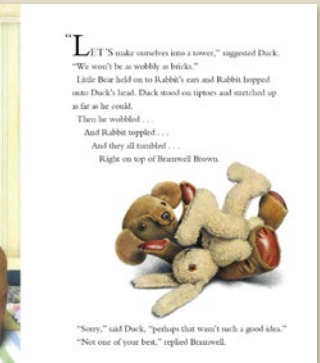 "LET'S make ourselves into a tower," suggested Duck.
"We won't be as wobbly as bricks."
Little Bear held on to Rabbit's ears and Rabbit hopped
onto Duck's head. Duck stood on tiptoes and stretched up
as far as he could.
Then he wobbled . . .
And Rabbit toppled . . .
And they all tumbled . . .
Right on top of Bramwell Brown.
"Sorry," said Duck, "perhaps that wasn't such a good idea."
"Not one of your best," replied Bramwell.